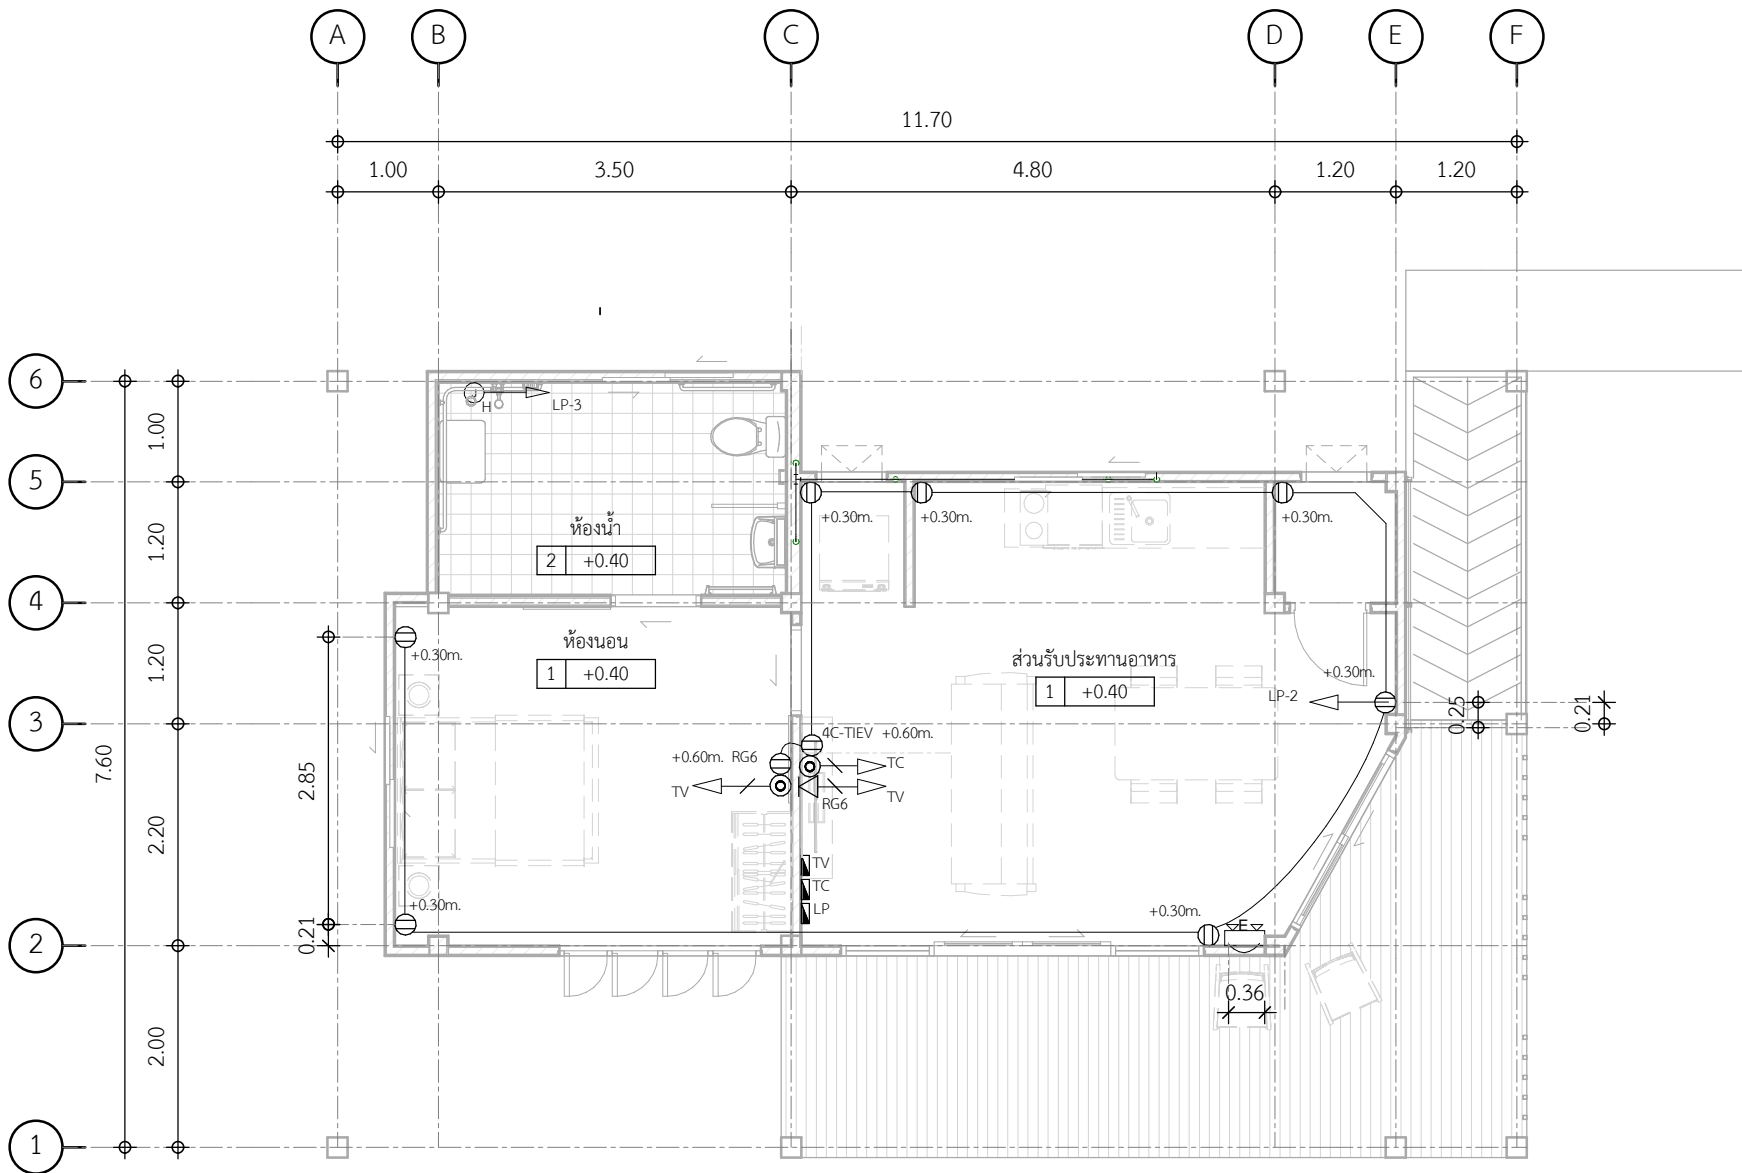 A B C D E F
11.70
1.00 3.50 4.80 1.20 1.20
6
H LP-3
1.00
5
+0.30m. +0.30m. +0.30m.
1.20
ห้องน้ำ
2 +0.40
4
ห้องนอน
1 +0.40
+0.30m.
1.20
ส่วนรับประทานอาหาร
1 +0.40
+0.30m.
LP-2
0.25 0.21
3
4C-TIEV +0.60m.
+0.60m. RG6
TC
TV
RG6 TV
7.60
2.85
2.20
TV
TC
LP
+0.30m.
+0.30m.
E
0.21
2
0.36
2.00
1